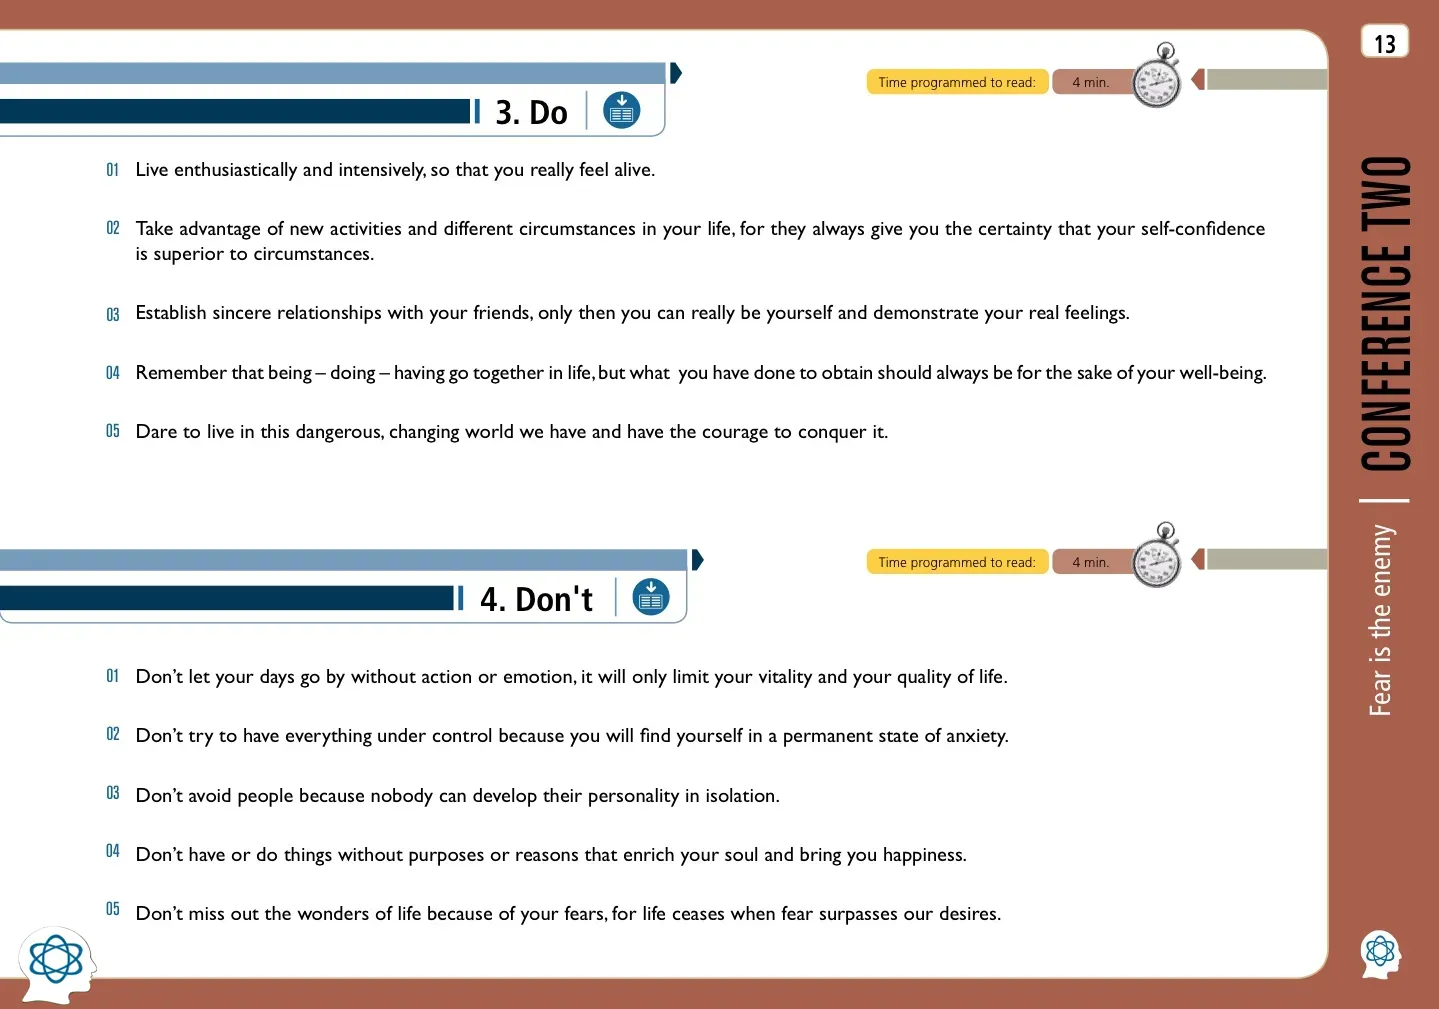 13
Time programmed to read: 4 min.
3. Do
01 Live enthusiastically and intensively, so that you really feel alive.
02 Take advantage of new activities and different circumstances in your life, for they always give you the certainty that your self-confidence
is superior to circumstances.
03 Establish sincere relationships with your friends, only then you can really be yourself and demonstrate your real feelings.
04 Remember that being – doing – having go together in life, but what you have done to obtain should always be for the sake of your well-being.
05 Dare to live in this dangerous, changing world we have and have the courage to conquer it.
Time programmed to read: 4 min.
4. Don't
01 Don’t let your days go by without action or emotion, it will only limit your vitality and your quality of life.
02 Don’t try to have everything under control because you will find yourself in a permanent state of anxiety.
03 Don’t avoid people because nobody can develop their personality in isolation.
04 Don’t have or do things without purposes or reasons that enrich your soul and bring you happiness.
05 Don’t miss out the wonders of life because of your fears, for life ceases when fear surpasses our desires.
Fear is the enemy | CONFERENCE TWO